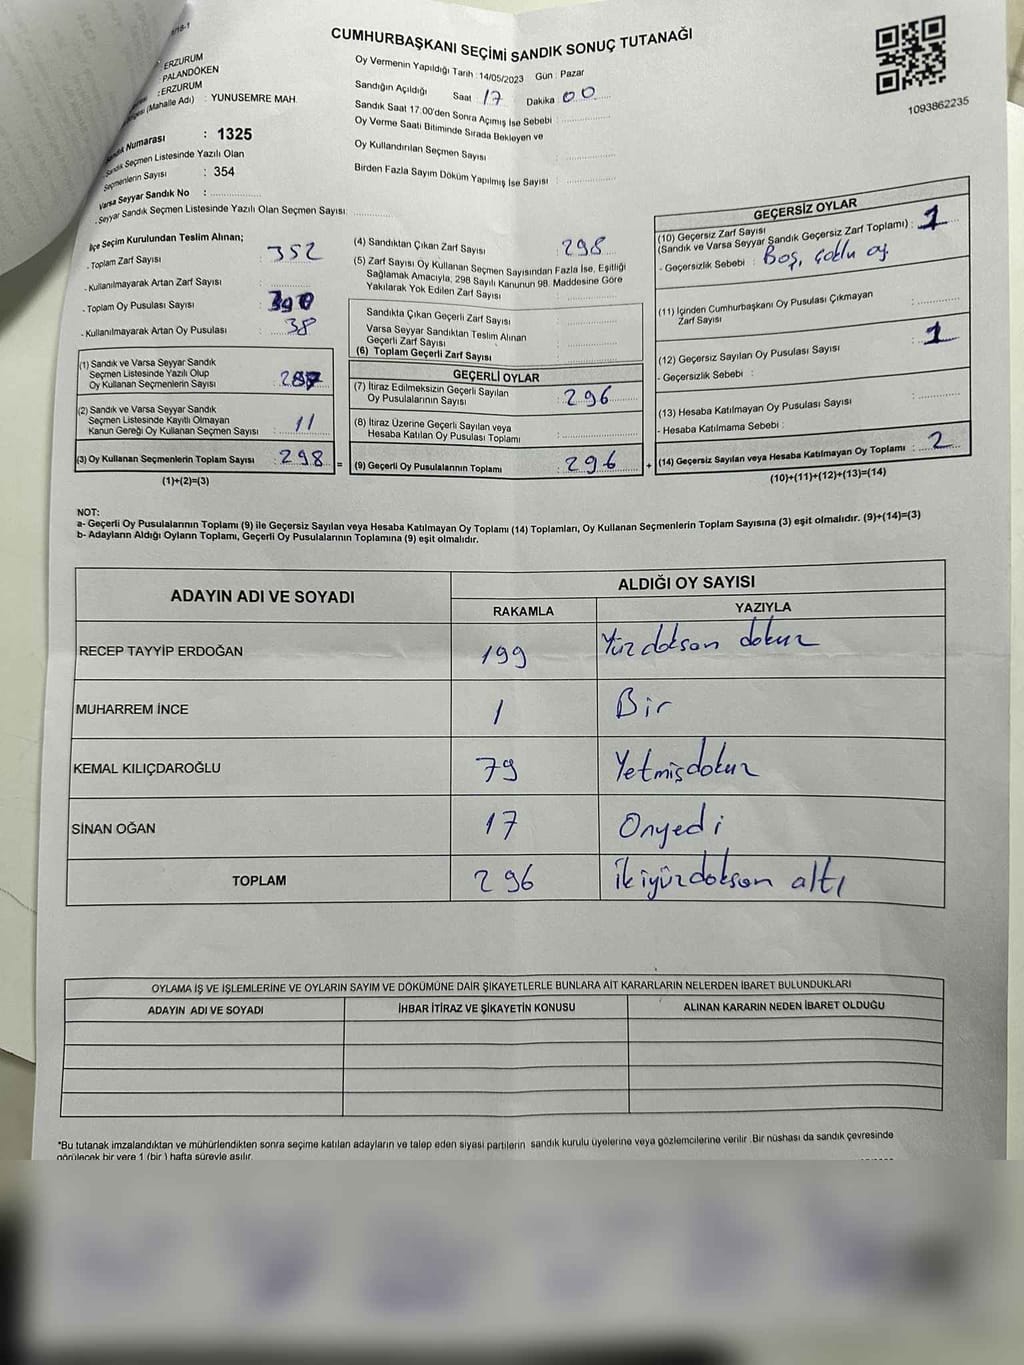 CUMHURBAŞKANI SEÇİMİ SANDIK SONUÇ TUTANAĞI
ERZURUM
PALANDÖKEN
: ERZURUM
(Mahalle Adı) : YUNUSEMRE MAH.
Numarası : 1325
Sandık Seçmen Listesinde Yazılı Olan
Seçmenlerin Sayısı : 354
Varsa Seyyar Sandık No :
Seyyar Sandık Seçmen Listesinde Yazılı Olan Seçmen Sayısı:
Oy Vermenin Yapıldığı Tarih : 14/05/2023 Gün : Pazar
Sandığın Açıldığı Saat 17 Dakika 00
Sandık Saat 17:00'den Sonra Açımış İse Sebebi :
Oy Verme Saati Bitiminde Sırada Bekleyen ve
Oy Kullandırılan Seçmen Sayısı :
Birden Fazla Sayım Döküm Yapılmış İse Sayısı :
1093862235
İlçe Seçim Kurulundan Teslim Alınan;
- Toplam Zarf Sayısı : 352
- Kullanılmayarak Artan Zarf Sayısı :
- Toplam Oy Pusulası Sayısı :
- Kullanılmayarak Artan Oy Pusulası : 38
(1) Sandık ve Varsa Seyyar Sandık
Seçmen Listesinde Yazılı Olup
Oy Kullanan Seçmenlerin Sayısı : 287
(2) Sandık ve Varsa Seyyar Sandık
Seçmen Listesinde Kayıtlı Olmayan
Kanun Gereği Oy Kullanan Seçmen Sayısı : 11
(3) Oy Kullanan Seçmenlerin Toplam Sayısı : 298 =
(1)+(2)=(3)
(4) Sandıktan Çıkan Zarf Sayısı : 298
(5) Zarf Sayısı Oy Kullanan Seçmen Sayısından Fazla İse, Eşitliği
Sağlamak Amacıyla; 298 Sayılı Kanunun 98. Maddesine Göre
Yakılarak Yok Edilen Zarf Sayısı :
Sandıkta Çıkan Geçerli Zarf Sayısı :
Varsa Seyyar Sandıktan Teslim Alınan
Geçerli Zarf Sayısı :
(6) Toplam Geçerli Zarf Sayısı :
GEÇERLİ OYLAR
(7) İtiraz Edilmeksizin Geçerli Sayılan
Oy Pusulalarının Sayısı : 296
(8) İtiraz Üzerine Geçerli Sayılan veya
Hesaba Katılan Oy Pusulası Toplamı :
(9) Geçerli Oy Pusulalarının Toplamı : 296 +
GEÇERSİZ OYLAR
(10) Geçersiz Zarf Sayısı
(Sandık ve Varsa Seyyar Sandık Geçersiz Zarf Toplamı) : 1
- Geçersizlik Sebebi : Boş, çoklu oy.
(11) İçinden Cumhurbaşkanı Oy Pusulası Çıkmayan
Zarf Sayısı :
(12) Geçersiz Sayılan Oy Pusulası Sayısı : 1
- Geçersizlik Sebebi :
(13) Hesaba Katılmayan Oy Pusulası Sayısı :
- Hesaba Katılmama Sebebi :
(14) Geçersiz Sayılan veya Hesaba Katılmayan Oy Toplamı : 2
(10)+(11)+(12)+(13)=(14)
NOT:
a- Geçerli Oy Pusulalarının Toplamı (9) ile Geçersiz Sayılan veya Hesaba Katılmayan Oy Toplamı (14) Toplamları, Oy Kullanan Seçmenlerin Toplam Sayısına (3) eşit olmalıdır. (9)+(14)=(3)
b- Adayların Aldığı Oyların Toplamı, Geçerli Oy Pusulalarının Toplamına (9) eşit olmalıdır.
ADAYIN ADI VE SOYADI
ALDIĞI OY SAYISI
RAKAMLA YAZIYLA
RECEP TAYYİP ERDOĞAN 199 Yüz doksan dokuz
MUHARREM İNCE 1 Bir
KEMAL KILIÇDAROĞLU 79 Yetmişdokuz
SİNAN OĞAN 17 Onyedi
TOPLAM 296 İkiyüzdoksan altı
OYLAMA İŞ VE İŞLEMLERİNE VE OYLARIN SAYIM VE DÖKÜMÜNE DAİR ŞİKAYETLERLE BUNLARA AİT KARARLARIN NELERDEN İBARET BULUNDUKLARI
ADAYIN ADI VE SOYADI İHBAR İTİRAZ VE ŞİKAYETİN KONUSU ALINAN KARARIN NEDEN İBARET OLDUĞU
*Bu tutanak imzalandıktan ve mühürlendikten sonra seçime katılan adayların ve talep eden siyasi partilerin sandık kurulu üyelerine veya gözlemcilerine verilir .Bir nüshası da sandık çevresinde
görülecek bir yere 1 (bir ) hafta süreyle asılır.